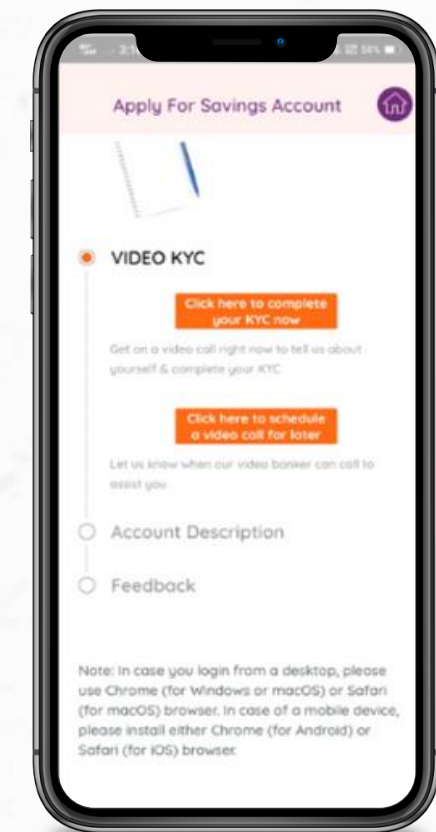 Apply For Savings Account
VIDEO KYC
Click here to complete
your KYC now
Get on a video call right now to tell us about
yourself & complete your KYC
Click here to schedule
a video call for later
Let us know when our video banker can call to
assist you
Account Description
Feedback
Note: In case you login from a desktop, please
use Chrome (for Windows or macOS) or Safari
(for macOS) browser. In case of a mobile device,
please install either Chrome (for Android) or
Safari (for iOS) browser.